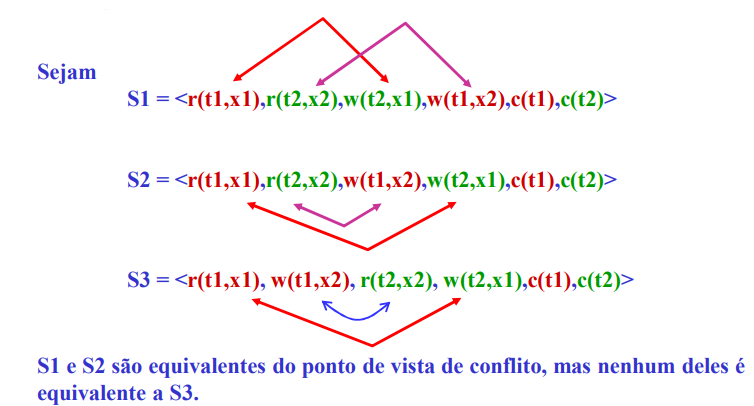 Sejam
S1 = <r(t1,x1),r(t2,x2),w(t2,x1),w(t1,x2),c(t1),c(t2)>
S2 = <r(t1,x1),r(t2,x2),w(t1,x2),w(t2,x1),c(t1),c(t2)>
S3 = <r(t1,x1), w(t1,x2), r(t2,x2), w(t2,x1),c(t1),c(t2)>
S1 e S2 são equivalentes do ponto de vista de conflito, mas nenhum deles é
equivalente a S3.